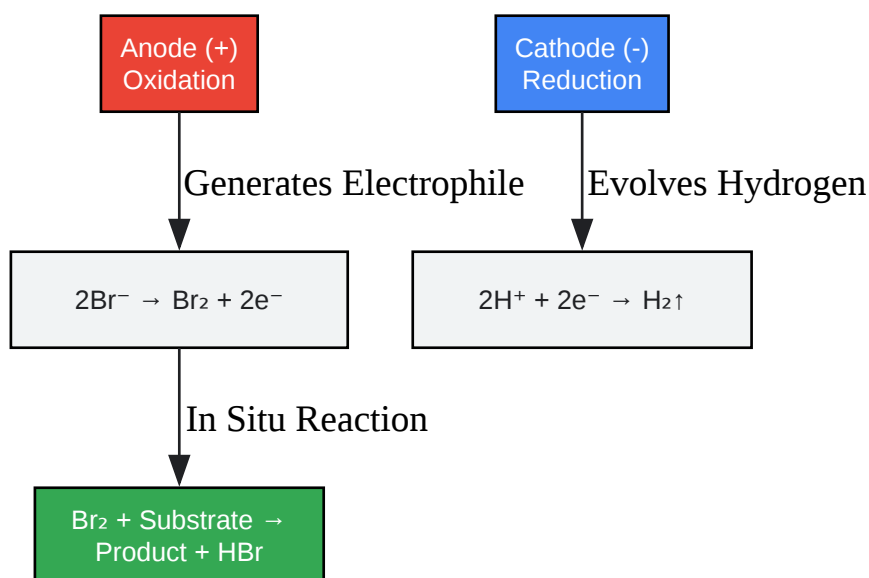 Anode (+)
Oxidation
Cathode (-)
Reduction
Generates Electrophile
Evolves Hydrogen
2Br⁻ → Br₂ + 2e⁻
2H⁺ + 2e⁻ → H₂↑
In Situ Reaction
Br₂ + Substrate →
Product + HBr